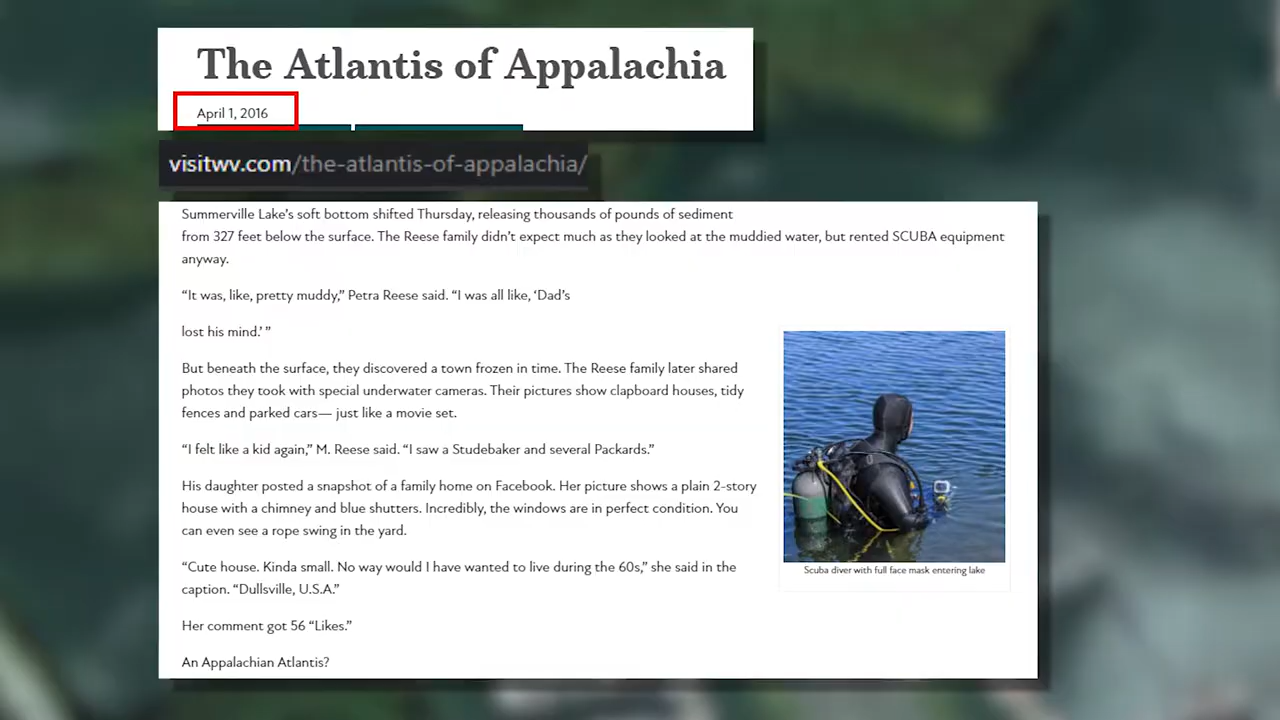 The Atlantis of Appalachia
April 1, 2016
visitwv.com/the-atlantis-of-appalachia/
Summerville Lake’s soft bottom shifted Thursday, releasing thousands of pounds of sediment
from 327 feet below the surface. The Reese family didn’t expect much as they looked at the muddied water, but rented SCUBA equipment
anyway.
“It was, like, pretty muddy,” Petra Reese said. “I was all like, ‘Dad’s
lost his mind.’ ”
But beneath the surface, they discovered a town frozen in time. The Reese family later shared
photos they took with special underwater cameras. Their pictures show clapboard houses, tidy
fences and parked cars— just like a movie set.
“I felt like a kid again,” M. Reese said. “I saw a Studebaker and several Packards.”
His daughter posted a snapshot of a family home on Facebook. Her picture shows a plain 2-story
house with a chimney and blue shutters. Incredibly, the windows are in perfect condition. You
can even see a rope swing in the yard.
“Cute house. Kinda small. No way would I have wanted to live during the 60s,” she said in the
caption. “Dullsville, U.S.A.”
Her comment got 56 “Likes.”
An Appalachian Atlantis?
Scuba diver with full face mask entering lake